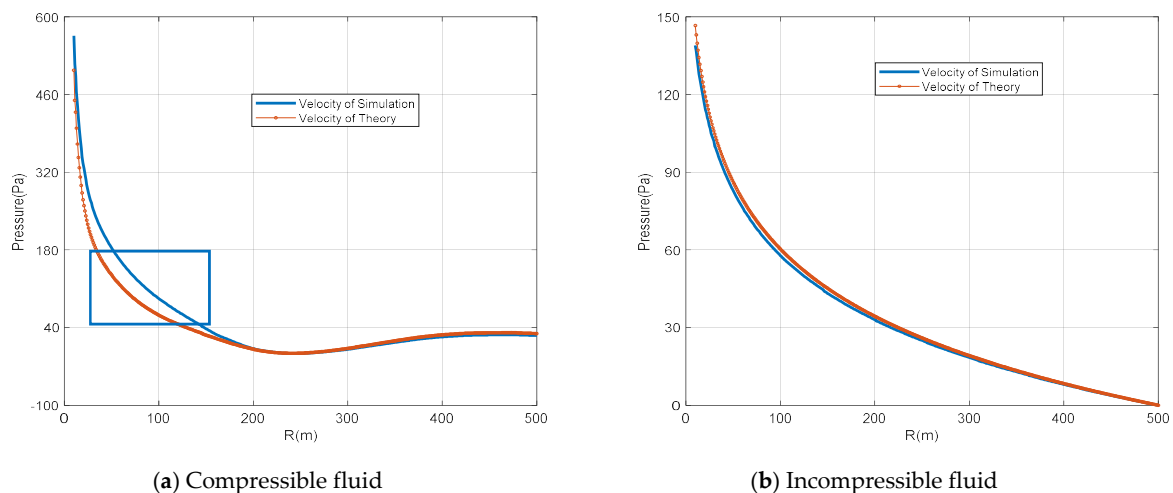 600
460
320
180
40
-100
Pressure(Pa)
Velocity of Simulation
Velocity of Theory
0 100 200 300 400 500
R(m)
(a) Compressible fluid
150
120
90
60
30
0
Pressure(Pa)
Velocity of Simulation
Velocity of Theory
0 100 200 300 400 500
R(m)
(b) Incompressible fluid